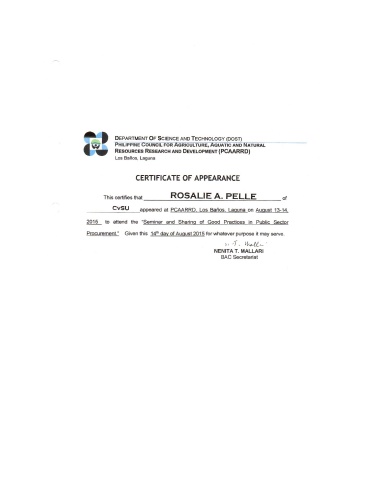 DEPARTMENT OF SCIENCE AND TECHNOLOGY (DOST)
PHILIPPINE COUNCIL FOR AGRICULTURE, AQUATIC AND NATURAL
RESOURCES RESEARCH AND DEVELOPMENT (PCAARRD)
Los Baños, Laguna
CERTIFICATE OF APPEARANCE
This certifies that ROSALIE A. PELLE of
CvSU appeared at PCAARRD, Los Baños, Laguna on August 13-14,
2015 to attend the "Seminar and Sharing of Good Practices in Public Sector
Procurement." Given this 14th day of August 2015 for whatever purpose it may serve.
NENITA T. MALLARI
BAC Secretariat